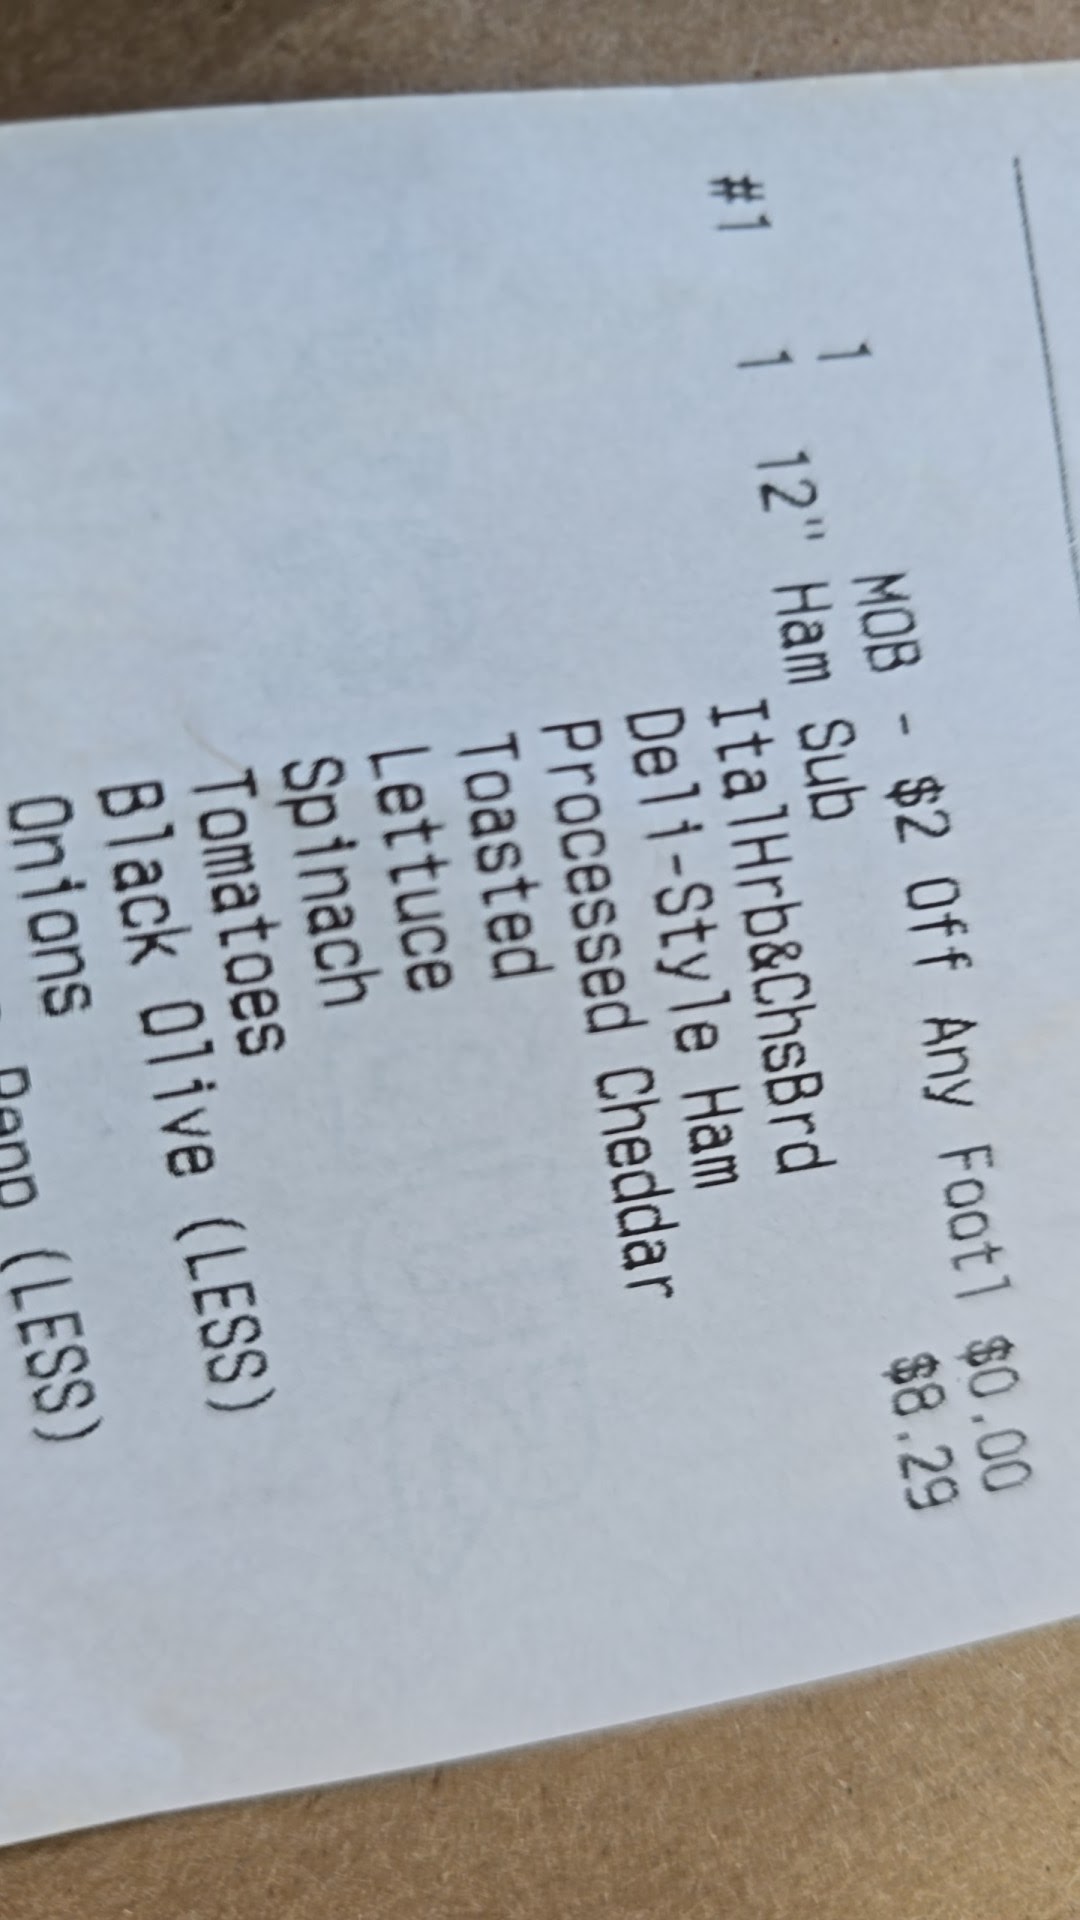 1 MOB - $2 Off Any Footl $0.00
#1 1 12" Ham Sub $8.29
ItalHrb&ChsBrd
Deli-Style Ham
Processed Cheddar
Toasted
Lettuce
Spinach
Tomatoes
Black Olive (LESS)
Onions
(LESS)